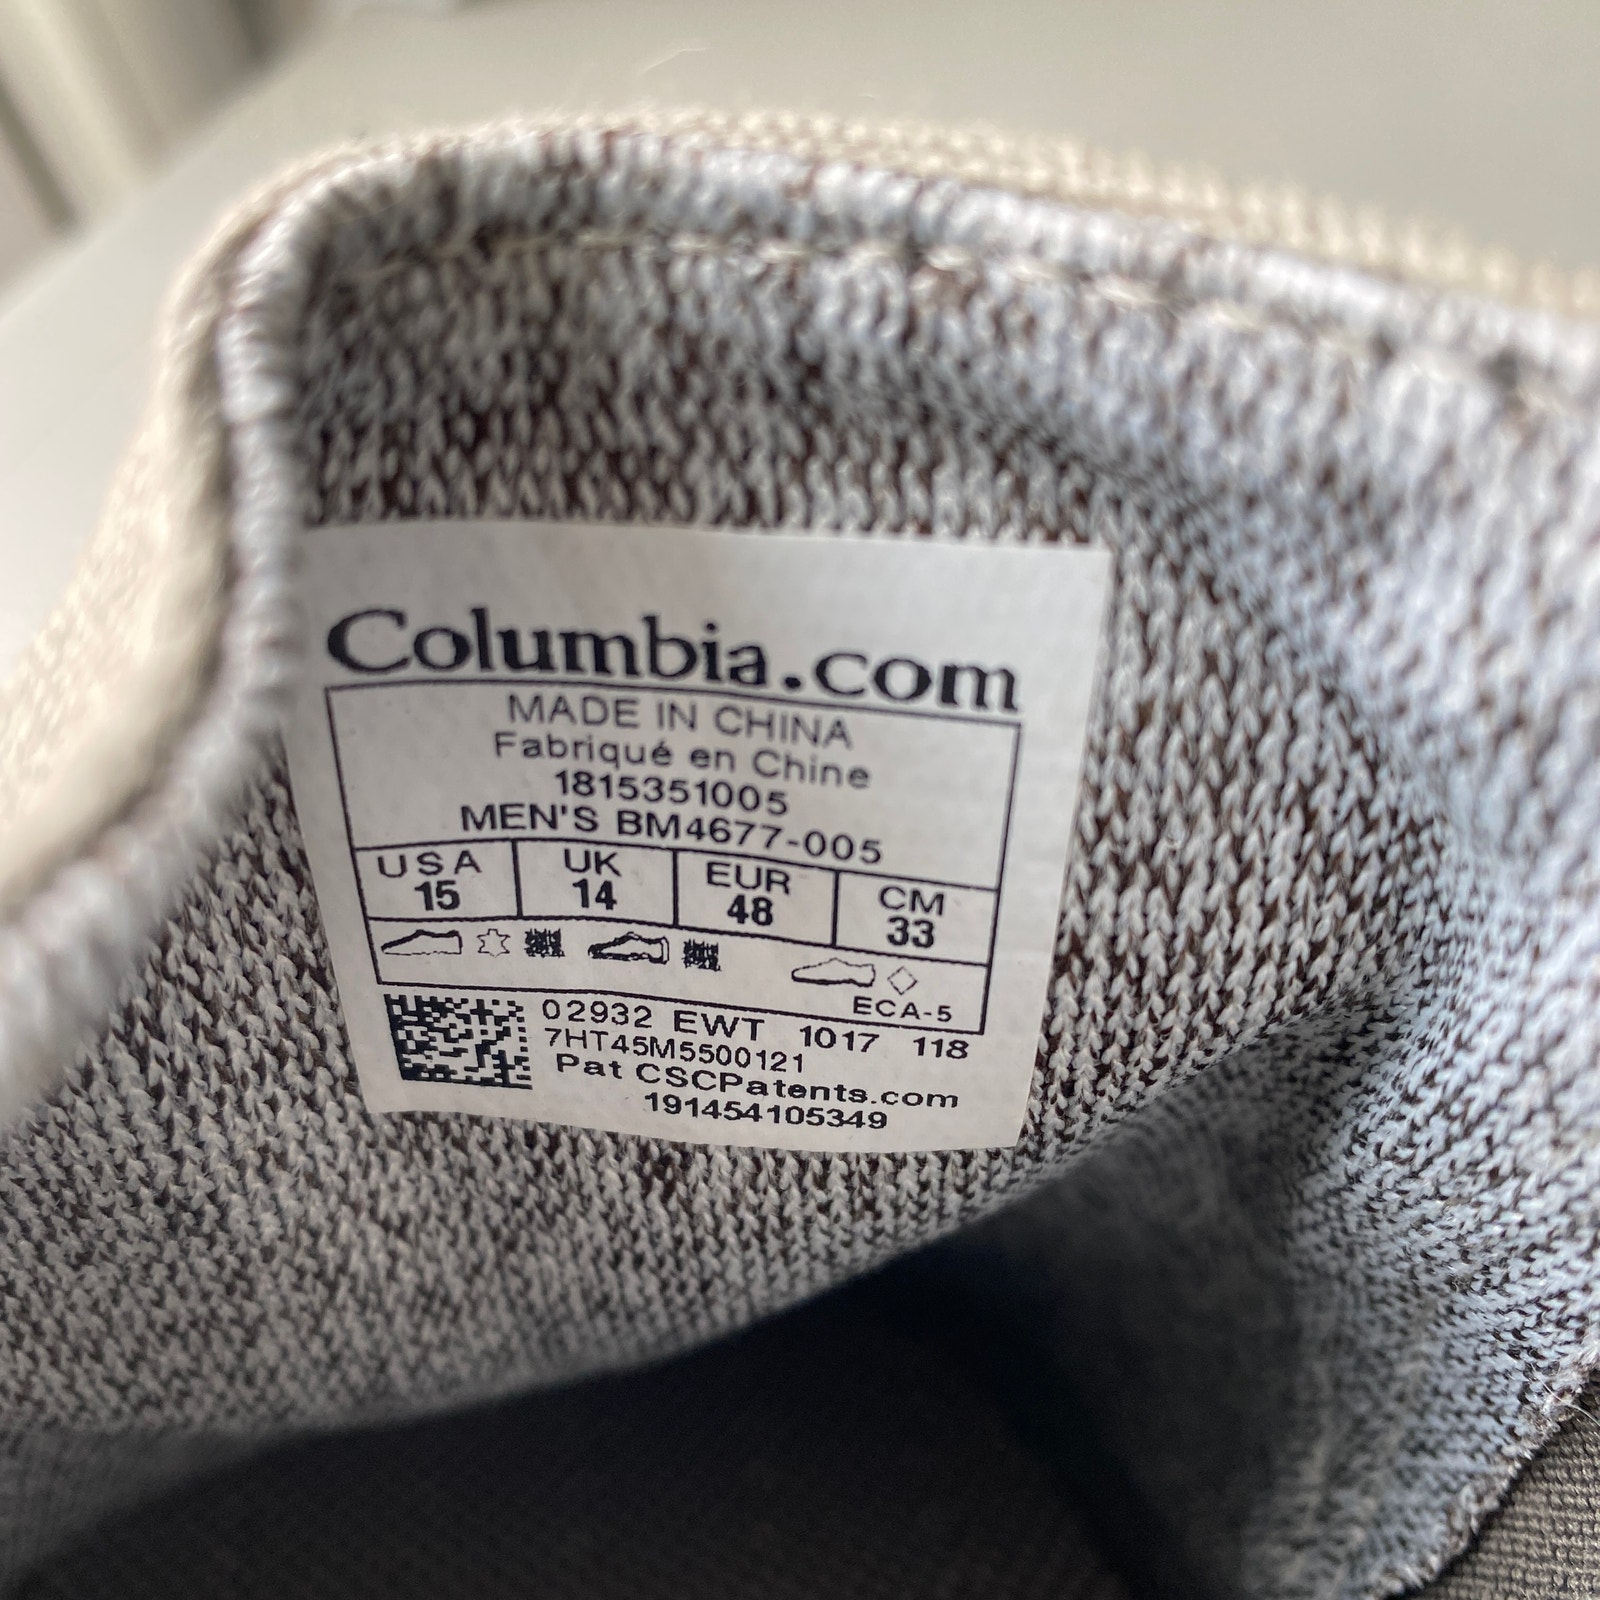 Columbia.com
MADE IN CHINA
Fabriqué en Chine
1815351005
MEN'S BM4677-005
USA UK EUR CM
15 14 48 33
ECA-5
02932 EWT 1017 118
7HT45M5500121
Pat CSCPatents.com
191454105349